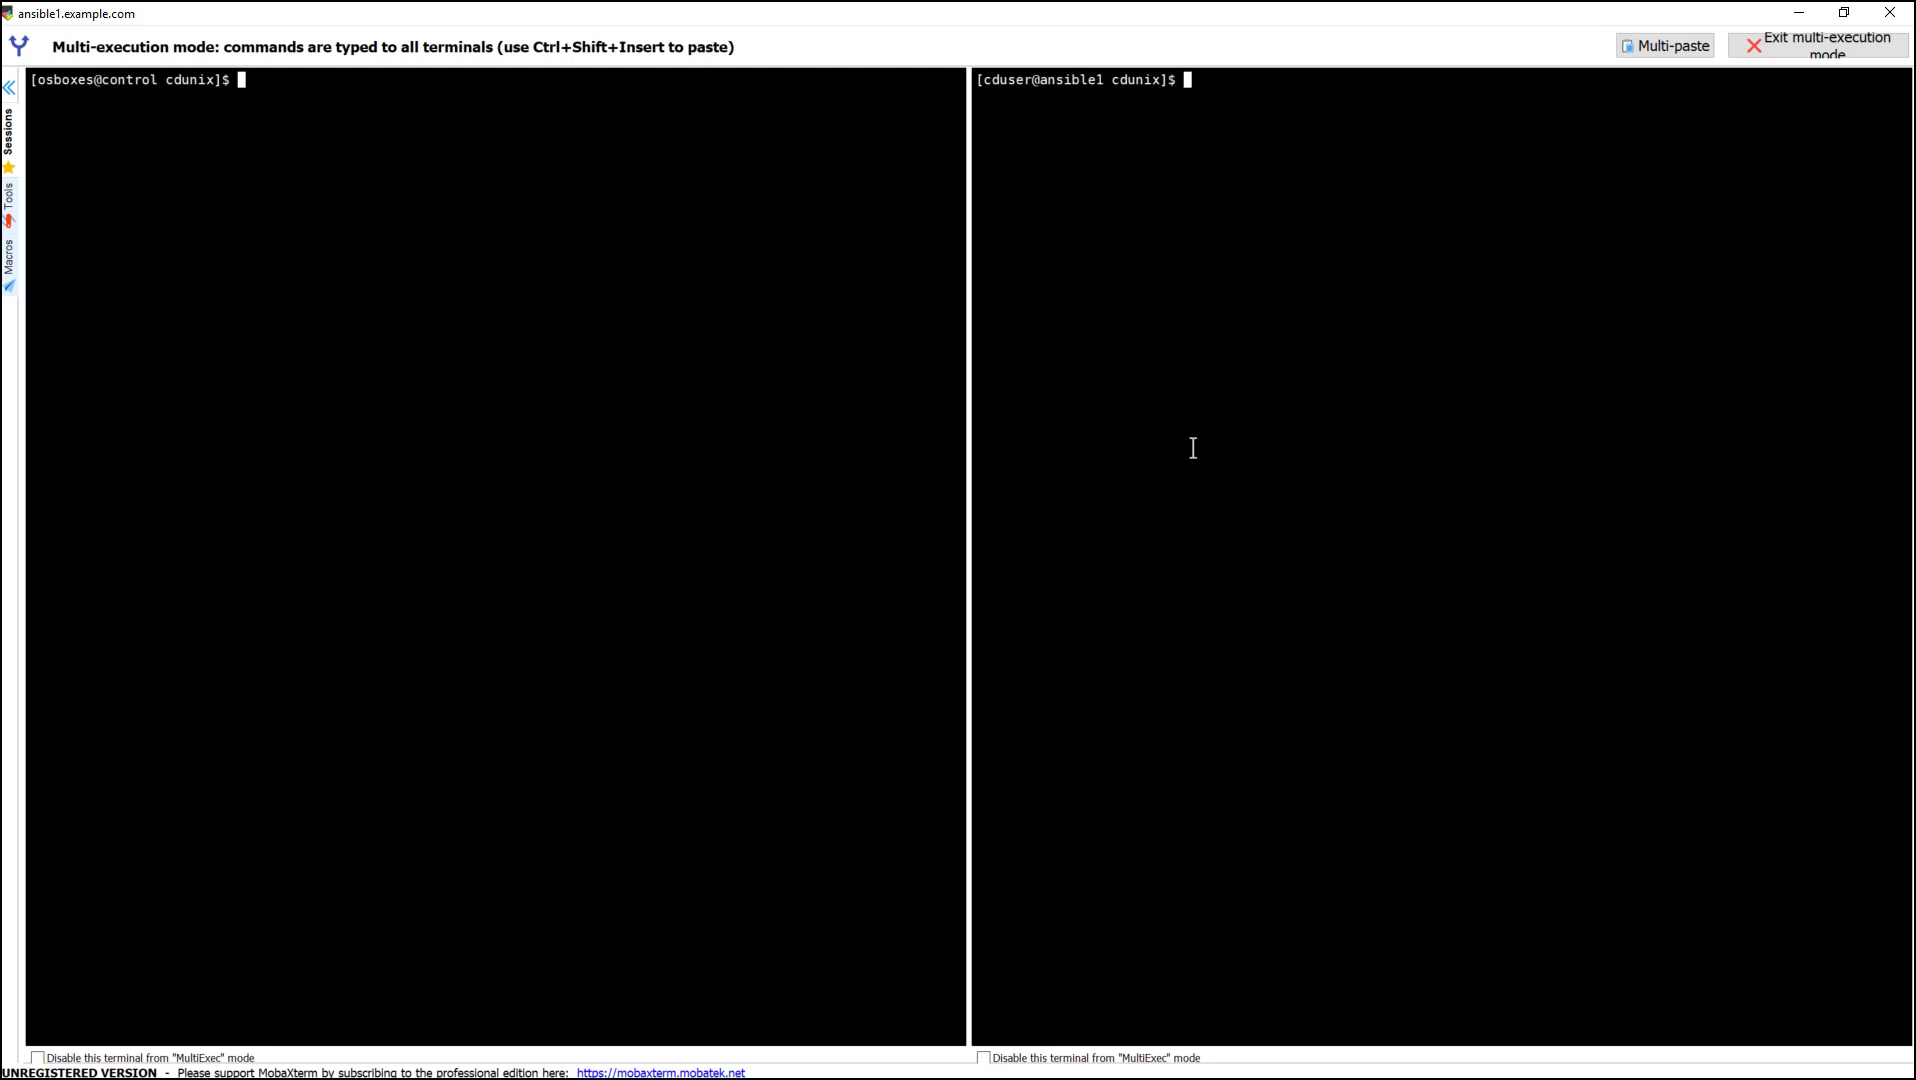 ansible1.example.com
Multi-execution mode: commands are typed to all terminals (use Ctrl+Shift+Insert to paste)
Multi-paste
Exit multi-execution
mode
[osboxes@control cdunix]$
[cduser@ansible1 cdunix]$
Sessions
Tools
Macros
Disable this terminal from "MultiExec" mode
Disable this terminal from "MultiExec" mode
UNREGISTERED VERSION - Please support MobaXterm by subscribing to the professional edition here: https://mobaxterm.mobatek.net